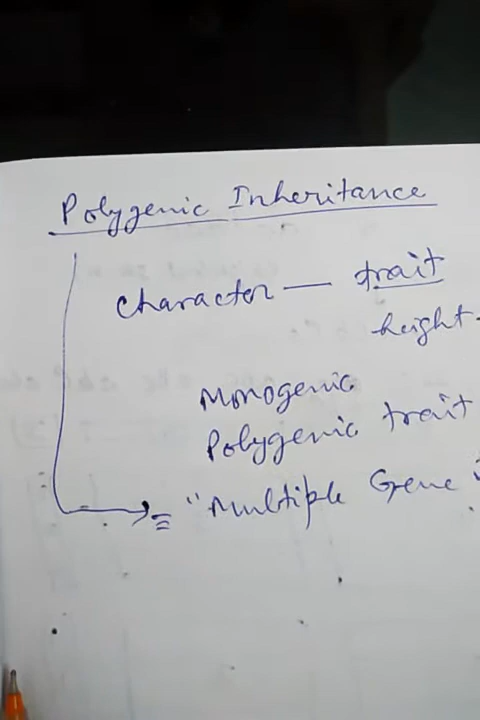 Polygenic Inheritance
Character — trait
height
Monogenic
Polygenic trait
= "Multiple Gene